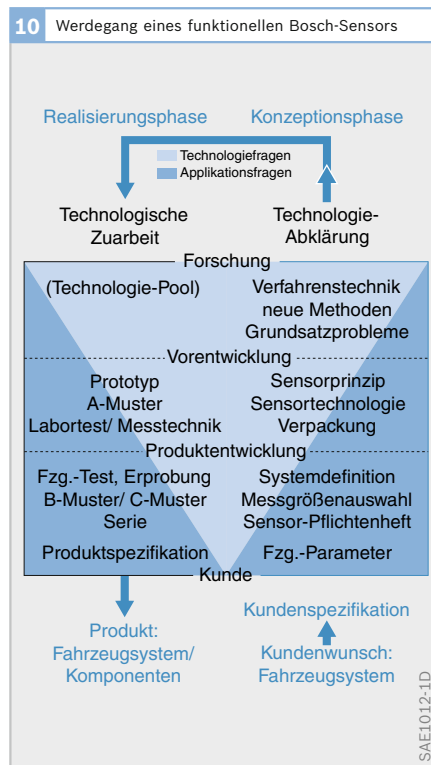 10 Werdegang eines funktionellen Bosch-Sensors
Realisierungsphase Konzeptionsphase
Technologiefragen
Applikationsfragen
Technologische Zuarbeit
Technologie-Abklärung
Forschung
(Technologie-Pool) Verfahrenstechnik
neue Methoden
Grundsatzprobleme
Vorentwicklung
Prototyp Sensorprinzip
A-Muster Sensortechnologie
Labortest/ Messtechnik Verpackung
Produktentwicklung
Fzg.-Test, Erprobung Systemdefinition
B-Muster/ C-Muster Messgrößenauswahl
Serie Sensor-Pflichtenheft
Produktspezifikation Fzg.-Parameter
Kunde
Produkt:
Fahrzeugsystem/
Komponenten
Kundenspezifikation
Kundenwunsch:
Fahrzeugsystem
SAE1012-1D